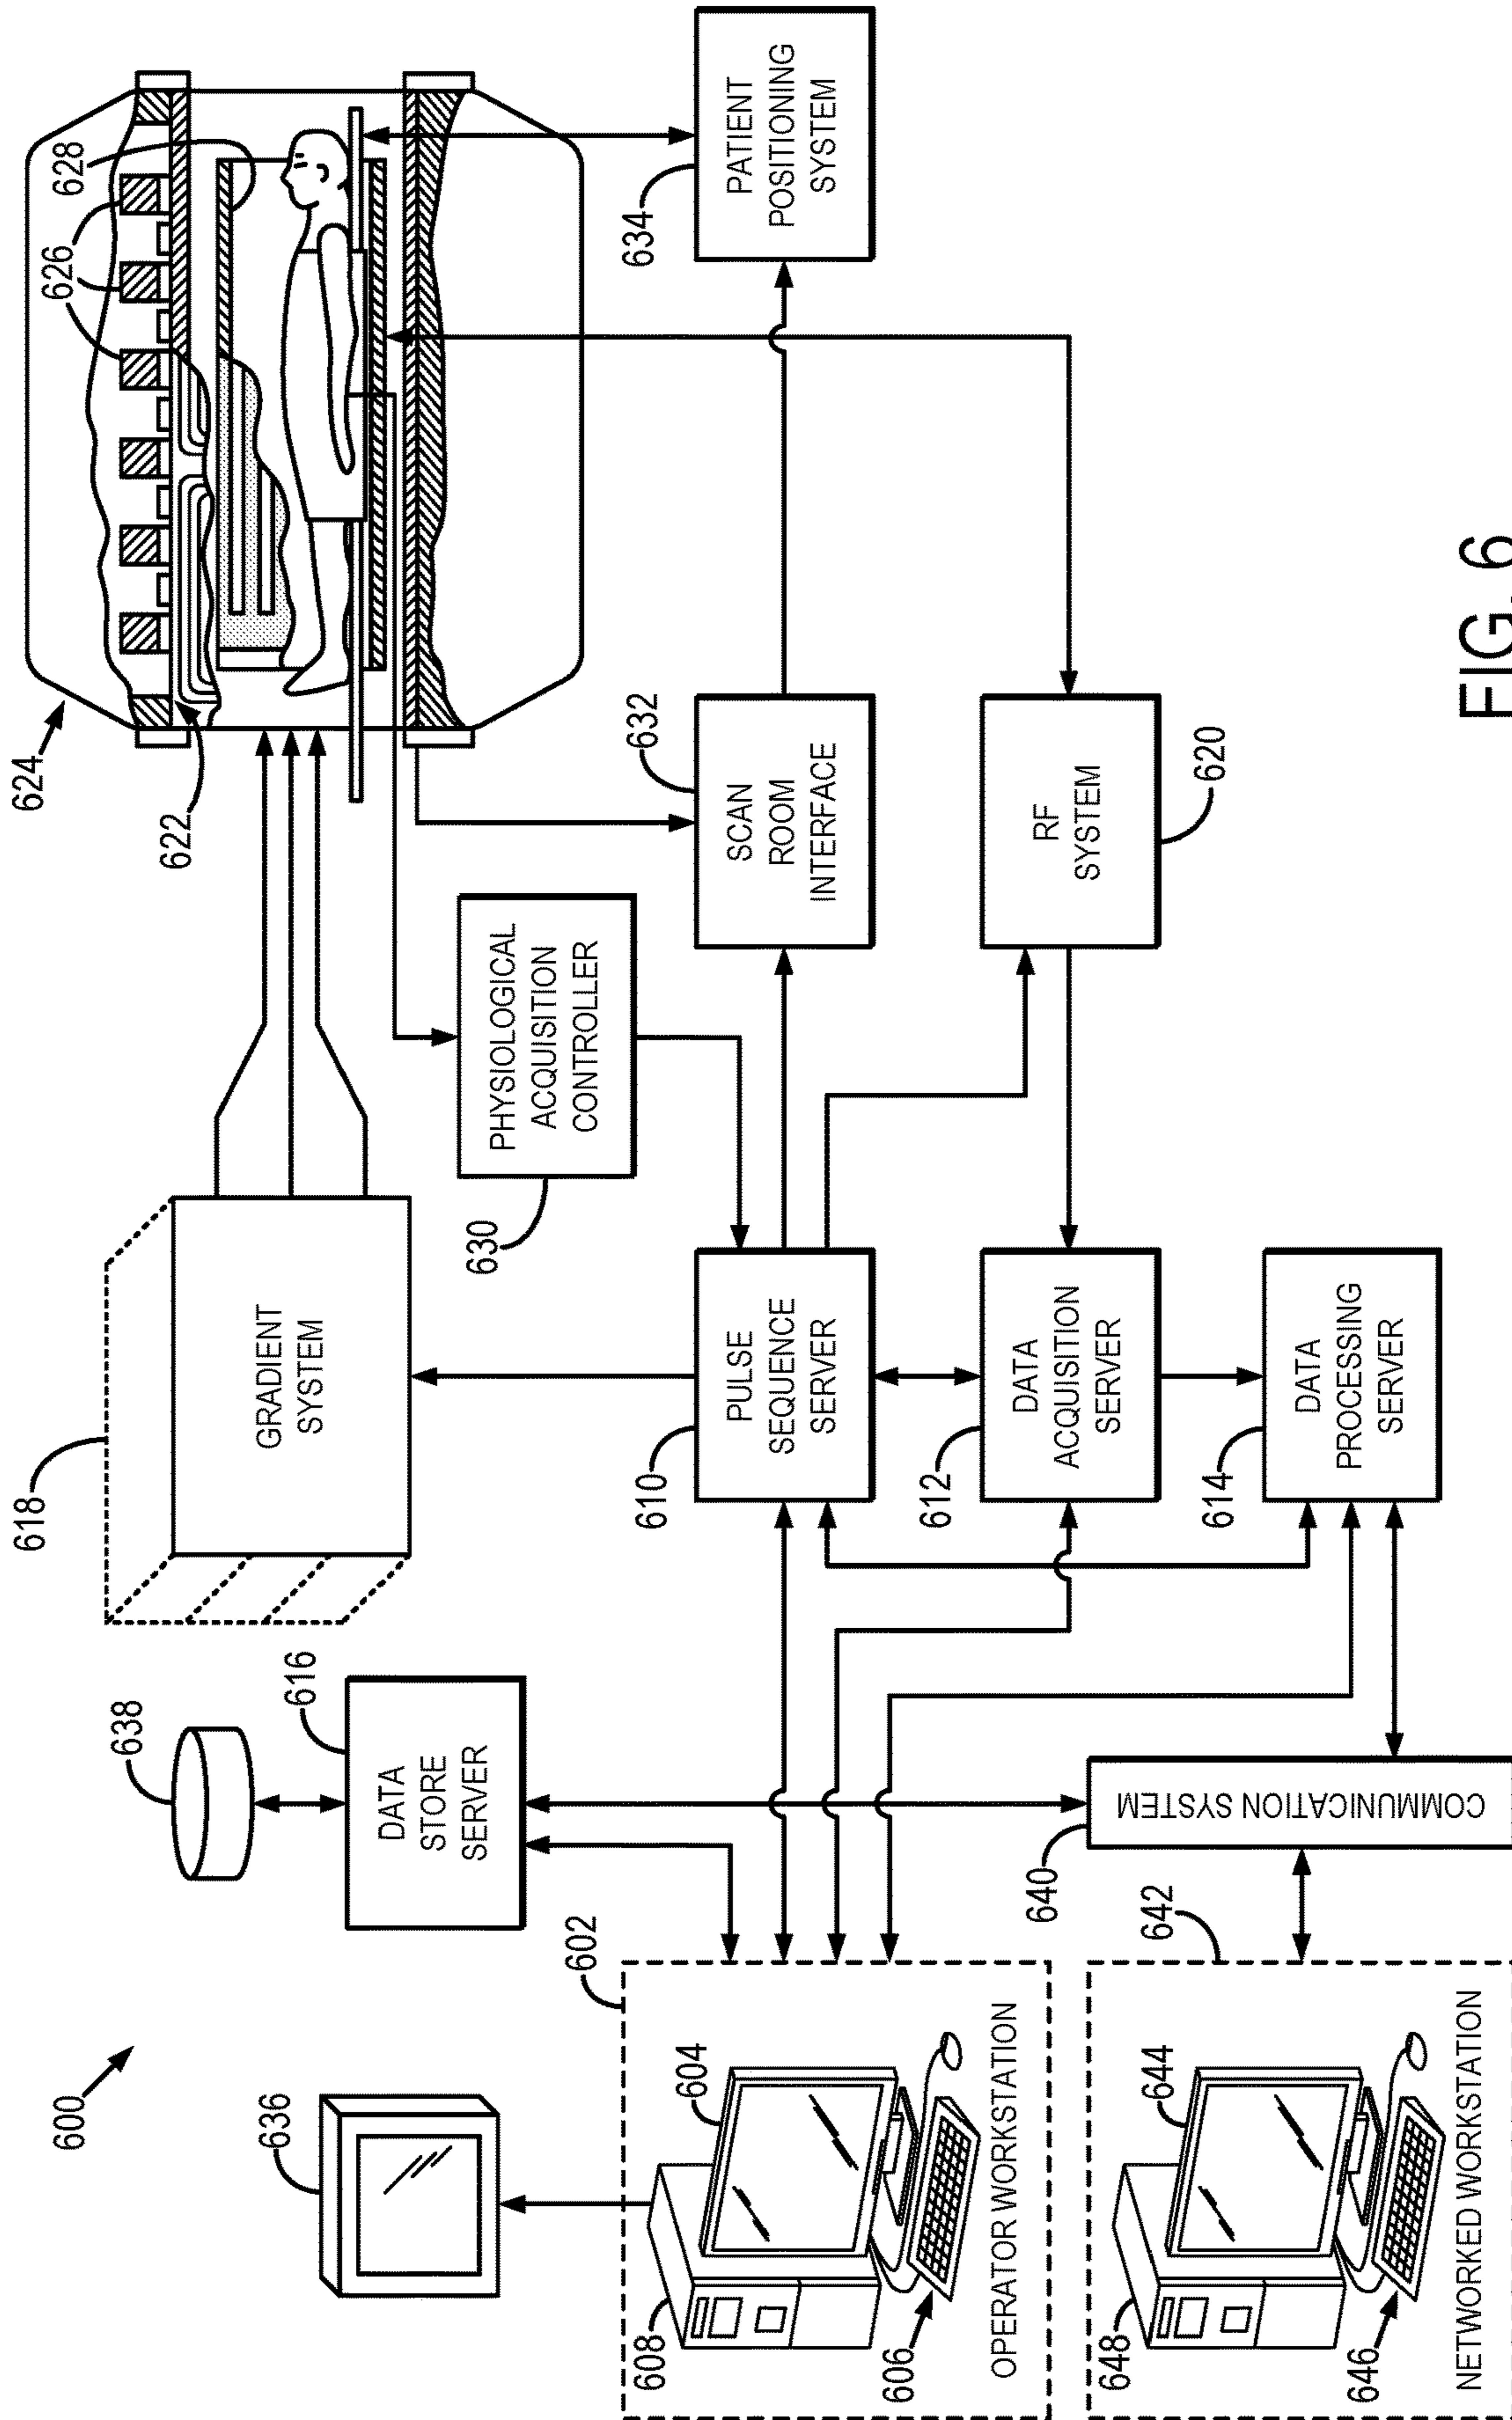 600
636
638
616
DATA
STORE
SERVER
618
GRADIENT
SYSTEM
624
622
626
628
630
PHYSIOLOGICAL
ACQUISITION
CONTROLLER
602
604
608
606
OPERATOR WORKSTATION
610
PULSE
SEQUENCE
SERVER
632
SCAN
ROOM
INTERFACE
634
PATIENT
POSITIONING
SYSTEM
612
DATA
ACQUISITION
SERVER
620
RF
SYSTEM
614
DATA
PROCESSING
SERVER
640
COMMUNICATION SYSTEM
642
644
648
646
NETWORKED WORKSTATION
FIG. 6